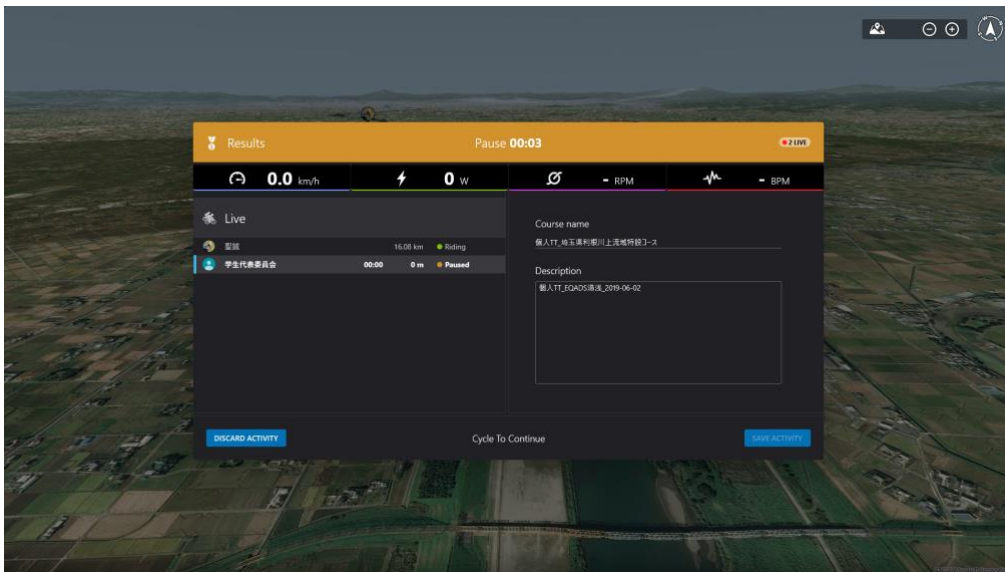 Results
Pause 00:03
2 LIVE
0.0 km/h
0 W
- RPM
- BPM
Live
聖誠
16.08 km
Riding
学生代表委員会
00:00
0 m
Paused
Course name
個人TT_埼玉県利根川上流域特設コース
Description
個人TT_EQADS湯浅_2019-06-02
DISCARD ACTIVITY
Cycle To Continue
SAVE ACTIVITY